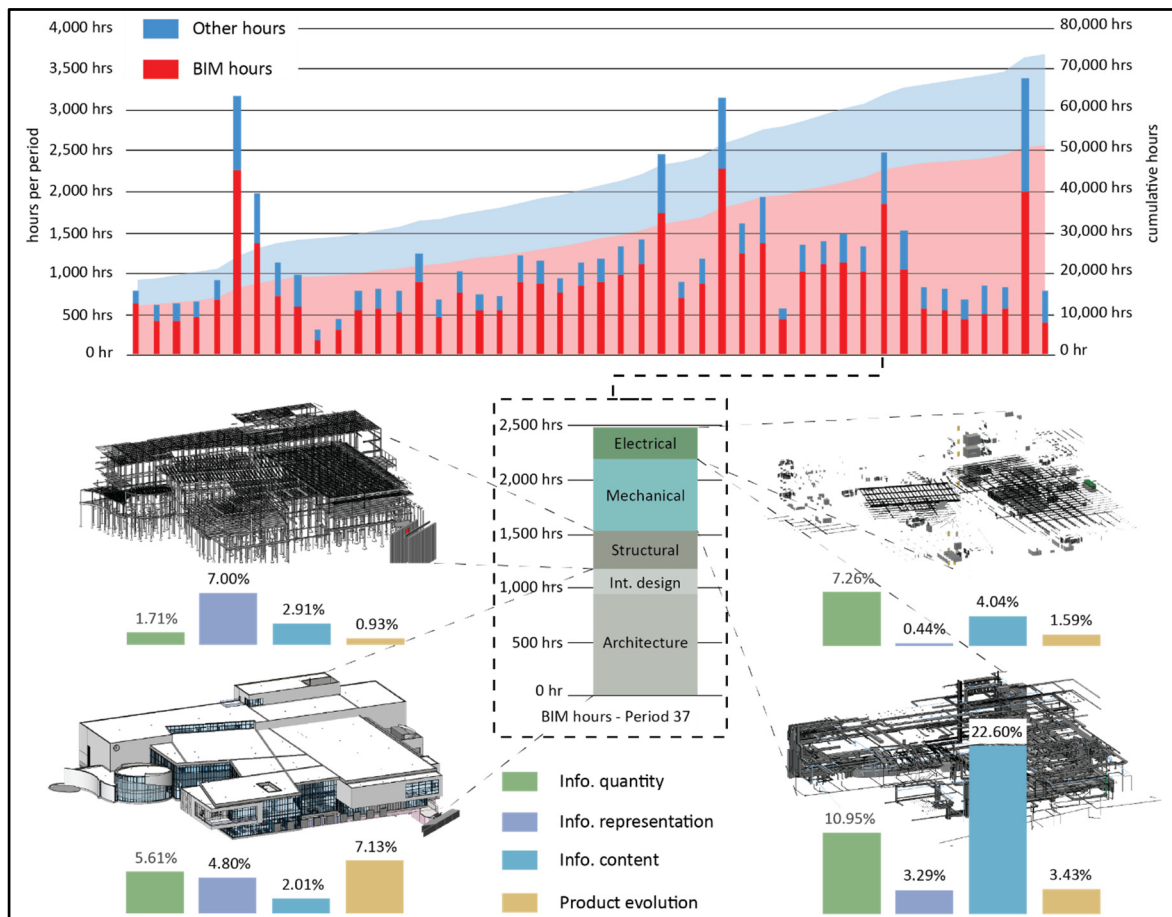 4,000 hrs
3,500 hrs
3,000 hrs
2,500 hrs
2,000 hrs
1,500 hrs
1,000 hrs
500 hrs
0 hr
hours per period
Other hours
BIM hours
80,000 hrs
70,000 hrs
60,000 hrs
50,000 hrs
40,000 hrs
30,000 hrs
20,000 hrs
10,000 hrs
0 hr
cumulative hours
2,500 hrs
2,000 hrs
1,500 hrs
1,000 hrs
500 hrs
0 hr
Electrical
Mechanical
Structural
Int. design
Architecture
BIM hours - Period 37
1.71%
7.00%
2.91%
0.93%
7.26%
0.44%
4.04%
1.59%
5.61%
4.80%
2.01%
7.13%
Info. quantity
Info. representation
Info. content
Product evolution
10.95%
3.29%
22.60%
3.43%